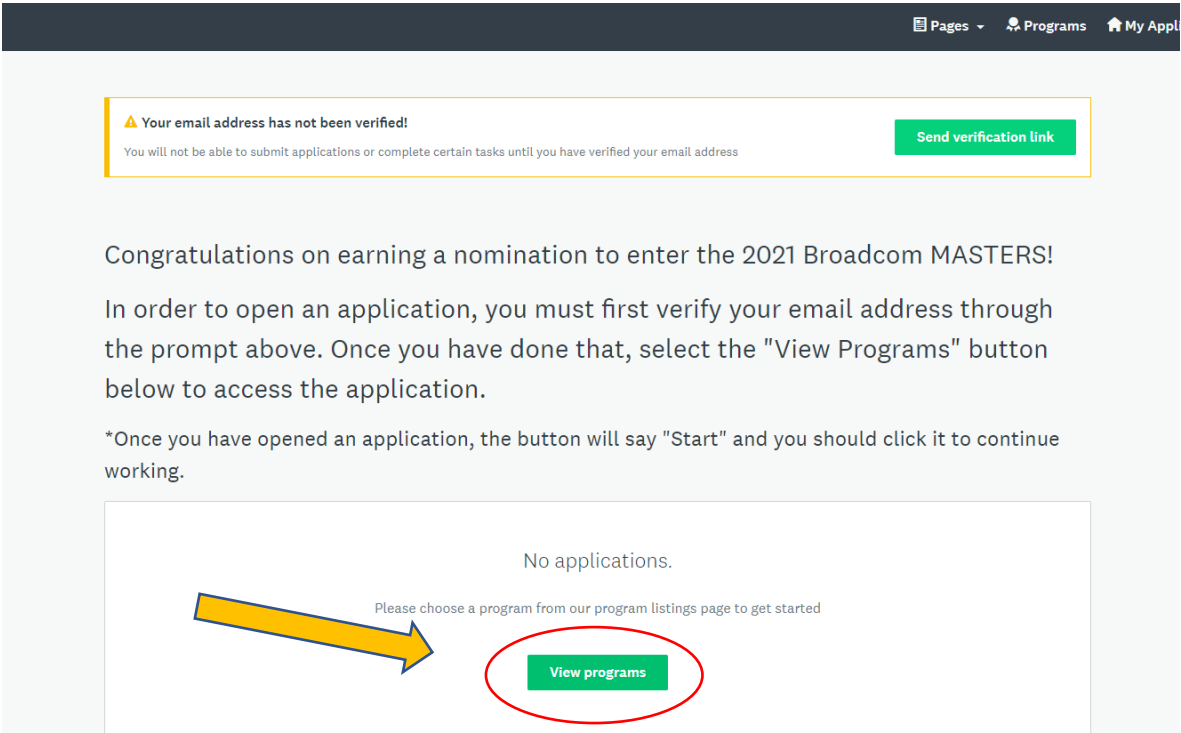 Pages Programs My Appli
Your email address has not been verified!
You will not be able to submit applications or complete certain tasks until you have verified your email address
Send verification link
Congratulations on earning a nomination to enter the 2021 Broadcom MASTERS!
In order to open an application, you must first verify your email address through
the prompt above. Once you have done that, select the "View Programs" button
below to access the application.
*Once you have opened an application, the button will say "Start" and you should click it to continue
working.
No applications.
Please choose a program from our program listings page to get started
View programs